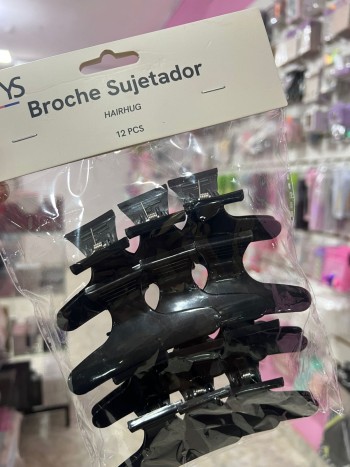 YS
Broche Sujetador
HAIRHUG
12 PCS